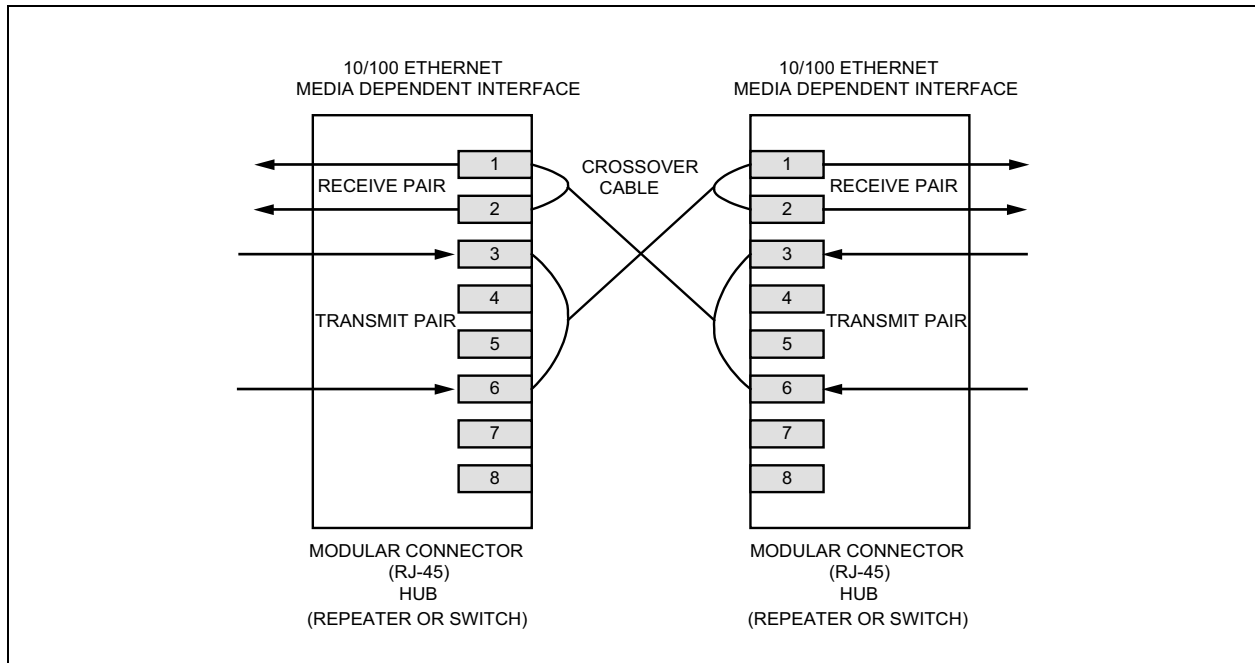 10/100 ETHERNET
MEDIA DEPENDENT INTERFACE
1
2
3
4
5
6
7
8
RECEIVE PAIR
TRANSMIT PAIR
MODULAR CONNECTOR
(RJ-45)
HUB
(REPEATER OR SWITCH)
CROSSOVER
CABLE
10/100 ETHERNET
MEDIA DEPENDENT INTERFACE
1
2
3
4
5
6
7
8
RECEIVE PAIR
TRANSMIT PAIR
MODULAR CONNECTOR
(RJ-45)
HUB
(REPEATER OR SWITCH)